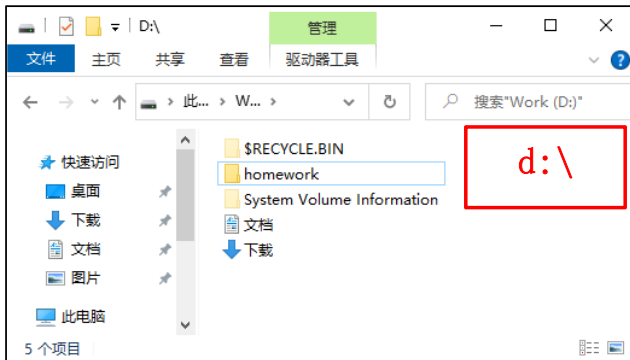 D:\
管理
文件
主页
共享
查看
驱动器工具
此... › W... ›
搜索"Work (D:)"
快速访问
桌面
下载
文档
图片
此电脑
$RECYCLE.BIN
homework
System Volume Information
文档
下载
d:\
5 个项目